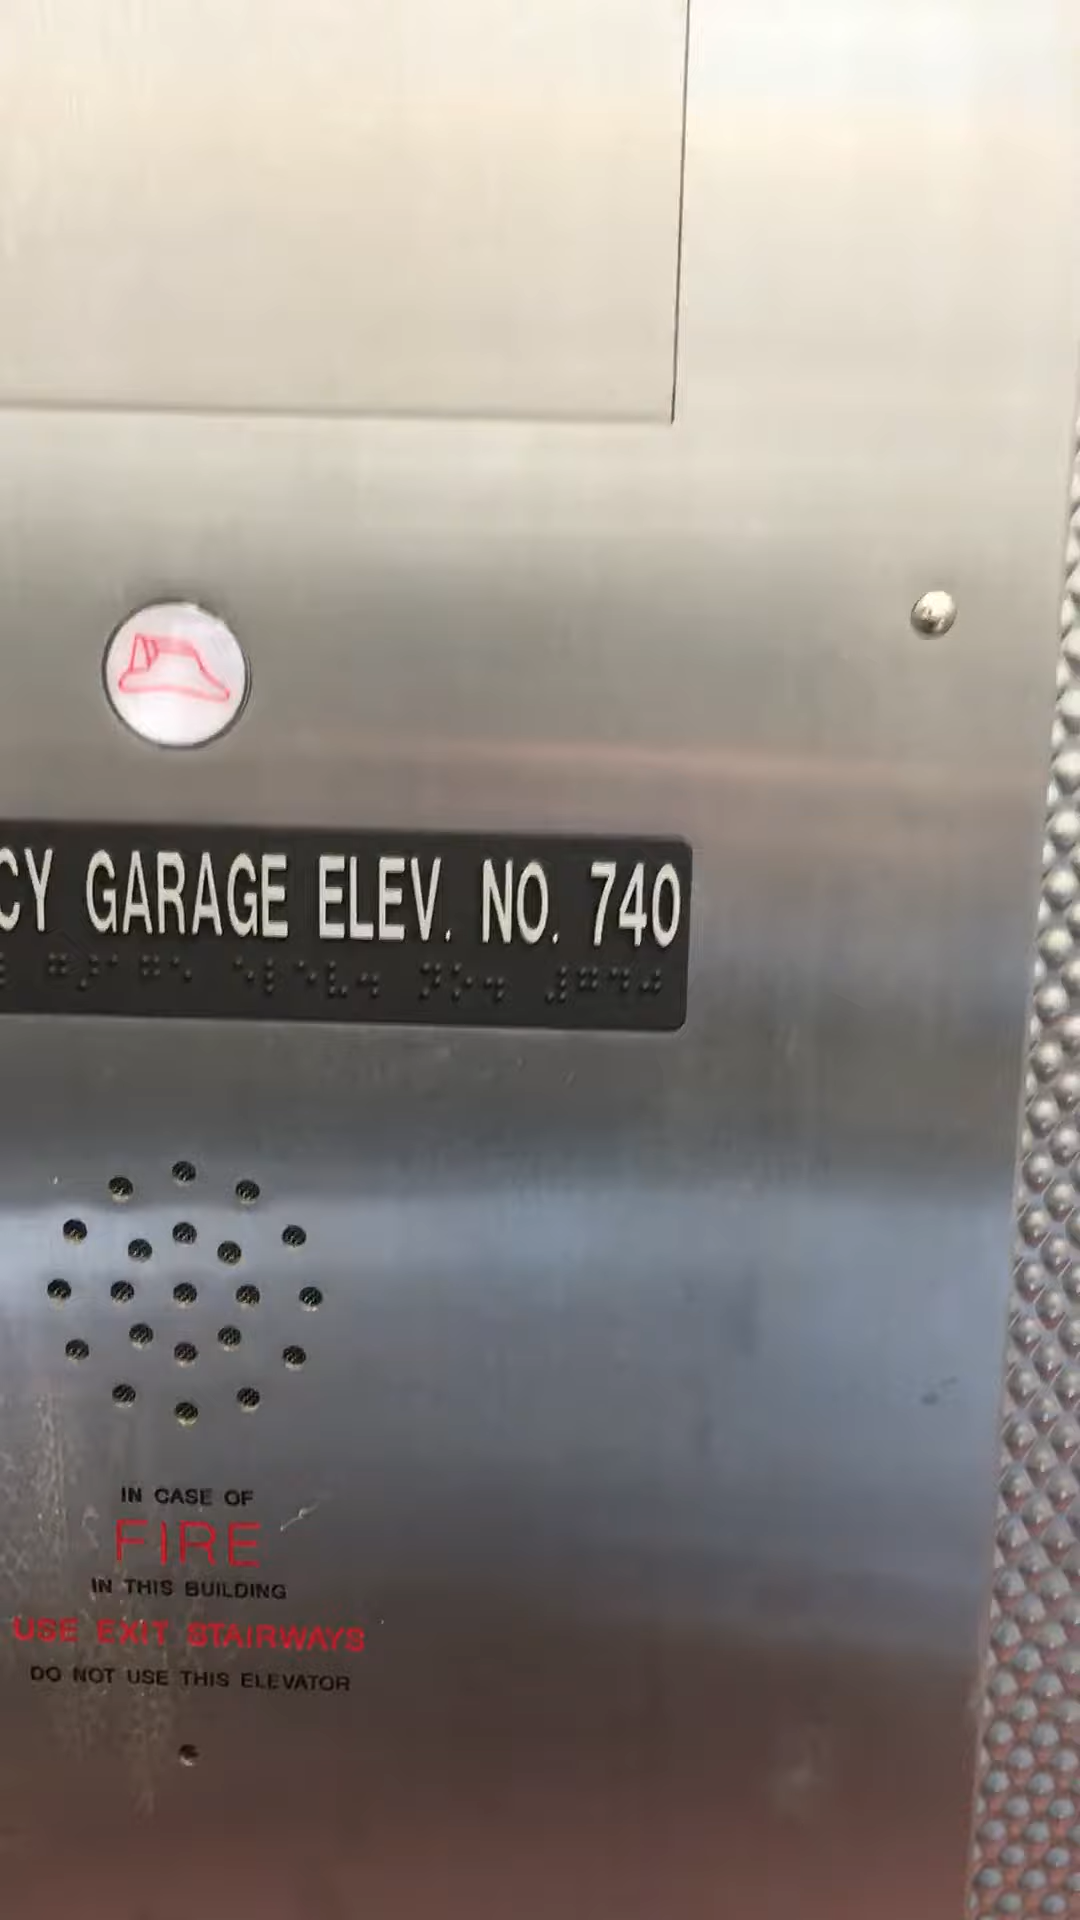 CY GARAGE ELEV. NO. 740
IN CASE OF
FIRE
IN THIS BUILDING
USE EXIT STAIRWAYS
DO NOT USE THIS ELEVATOR